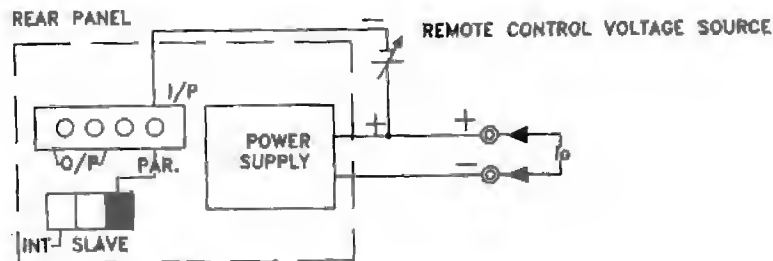 REAR PANEL
REMOTE CONTROL VOLTAGE SOURCE
−
I/P
O/P
PAR.
INT
SLAVE
POWER
SUPPLY
+
+
−
Io